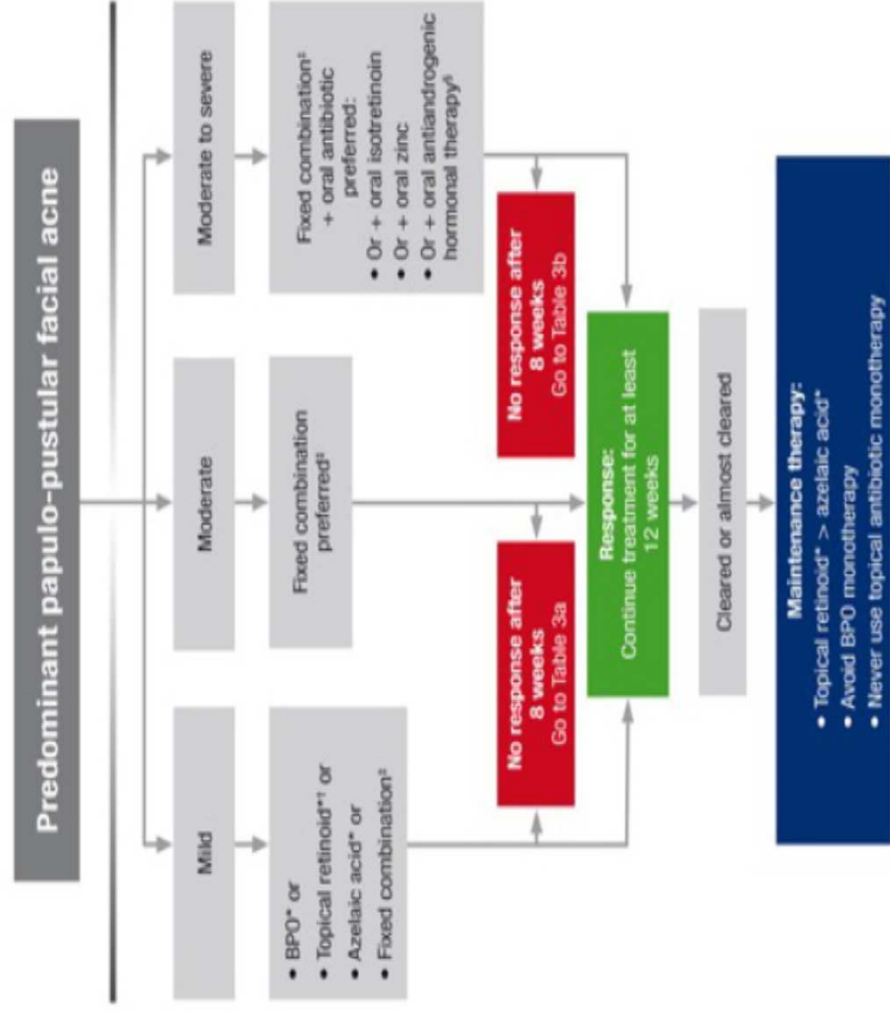 Predominant papulo-pustular facial acne
Mild
Moderate
Moderate to severe
• BPO* or
• Topical retinoid*† or
• Azelaic acid* or
• Fixed combination‡
Fixed combination
preferred‡
Fixed combination‡
+ oral antibiotic
preferred:
• Or + oral isotretinoin
• Or + oral zinc
• Or + oral antiandrogenic
hormonal therapy§
No response after
8 weeks
Go to Table 3a
No response after
8 weeks
Go to Table 3b
Response:
Continue treatment for at least
12 weeks
Cleared or almost cleared
Maintenance therapy:
• Topical retinoid* > azelaic acid*
• Avoid BPO monotherapy
• Never use topical antibiotic monotherapy